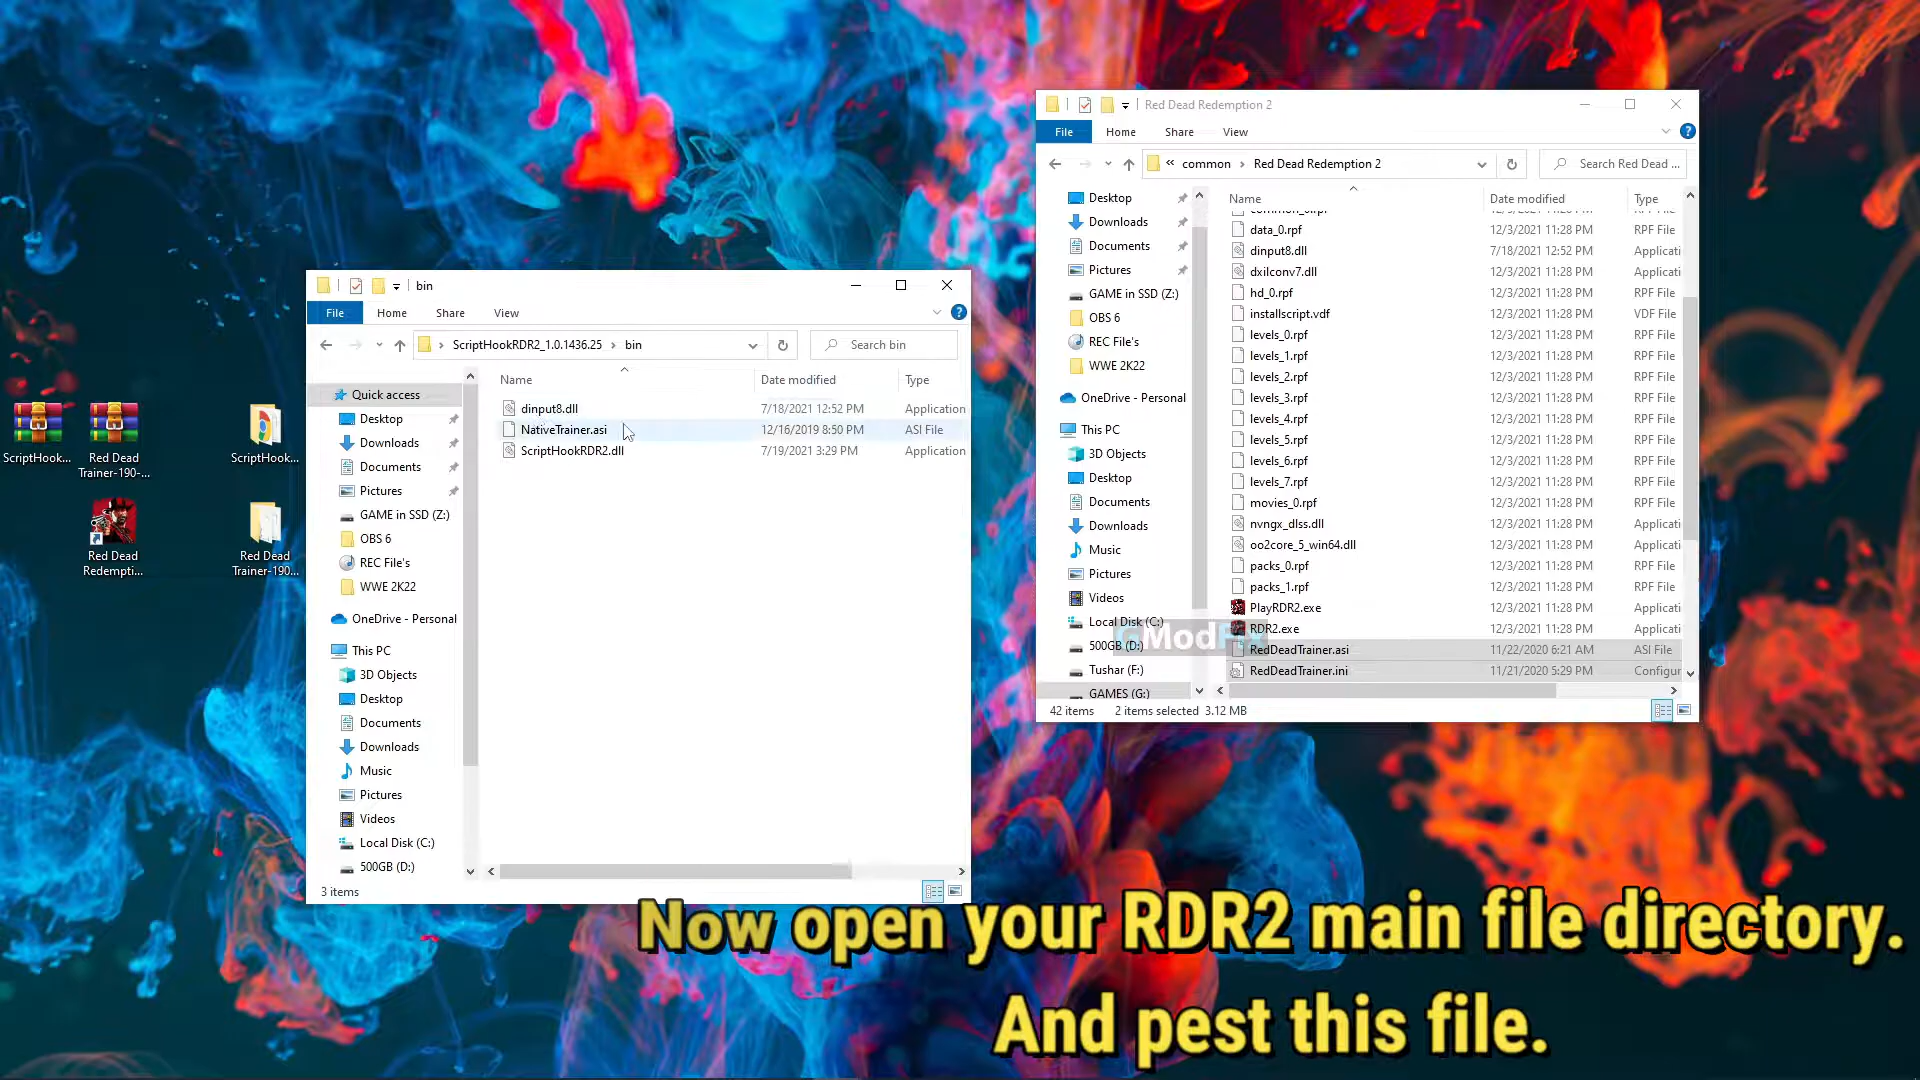 ScriptHook...
Red Dead
Trainer-190-...
ScriptHook...
Red Dead
Redempti...
Red Dead
Trainer-190...
bin
File
Home
Share
View
ScriptHookRDR2_1.0.1436.25
bin
Search bin
Quick access
Desktop
Downloads
Documents
Pictures
GAME in SSD (Z:)
OBS 6
REC File's
WWE 2K22
OneDrive - Personal
This PC
3D Objects
Desktop
Documents
Downloads
Music
Pictures
Videos
Local Disk (C:)
500GB (D:)
Name Date modified Type
dinput8.dll 7/18/2021 12:52 PM Application
NativeTrainer.asi 12/16/2019 8:50 PM ASI File
ScriptHookRDR2.dll 7/19/2021 3:29 PM Application
3 items
Red Dead Redemption 2
File
Home
Share
View
common
Red Dead Redemption 2
Search Red Dead ...
Desktop
Downloads
Documents
Pictures
GAME in SSD (Z:)
OBS 6
REC File's
WWE 2K22
OneDrive - Personal
This PC
3D Objects
Desktop
Documents
Downloads
Music
Pictures
Videos
Local Disk (C:)
500GB (D:)
Tushar (F:)
GAMES (G:)
Name Date modified Type
data_0.rpf 12/3/2021 11:28 PM RPF File
dinput8.dll 7/18/2021 12:52 PM Applicati
dxilconv7.dll 12/3/2021 11:28 PM Applicati
hd_0.rpf 12/3/2021 11:28 PM RPF File
installscript.vdf 12/3/2021 11:28 PM VDF File
levels_0.rpf 12/3/2021 11:28 PM RPF File
levels_1.rpf 12/3/2021 11:28 PM RPF File
levels_2.rpf 12/3/2021 11:28 PM RPF File
levels_3.rpf 12/3/2021 11:28 PM RPF File
levels_4.rpf 12/3/2021 11:28 PM RPF File
levels_5.rpf 12/3/2021 11:28 PM RPF File
levels_6.rpf 12/3/2021 11:28 PM RPF File
levels_7.rpf 12/3/2021 11:28 PM RPF File
movies_0.rpf 12/3/2021 11:28 PM RPF File
nvngx_dlss.dll 12/3/2021 11:28 PM Applicati
oo2core_5_win64.dll 12/3/2021 11:28 PM Applicati
packs_0.rpf 12/3/2021 11:28 PM RPF File
packs_1.rpf 12/3/2021 11:28 PM RPF File
PlayRDR2.exe 12/3/2021 11:28 PM Applicati
RDR2.exe 12/3/2021 11:28 PM Applicati
RedDeadTrainer.asi 11/22/2020 6:21 AM ASI File
RedDeadTrainer.ini 11/21/2020 5:29 PM Configur
42 items 2 items selected 3.12 MB
Now open your RDR2 main file directory.
And pest this file.